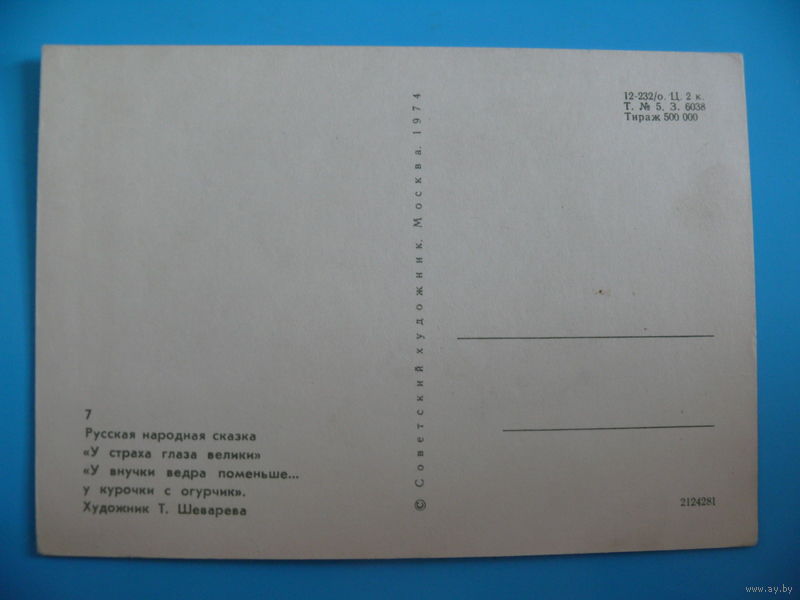 7
Русская народная сказка
«У страха глаза велики»
«У внучки ведра поменьше...
у курочки с огурчик».
Художник Т. Шеварева
© Советский художник. Москва. 1974
12-232/о. Ц. 2 к.
Т. № 5. З. 6038
Тираж 500 000
2124281
www.ay.by